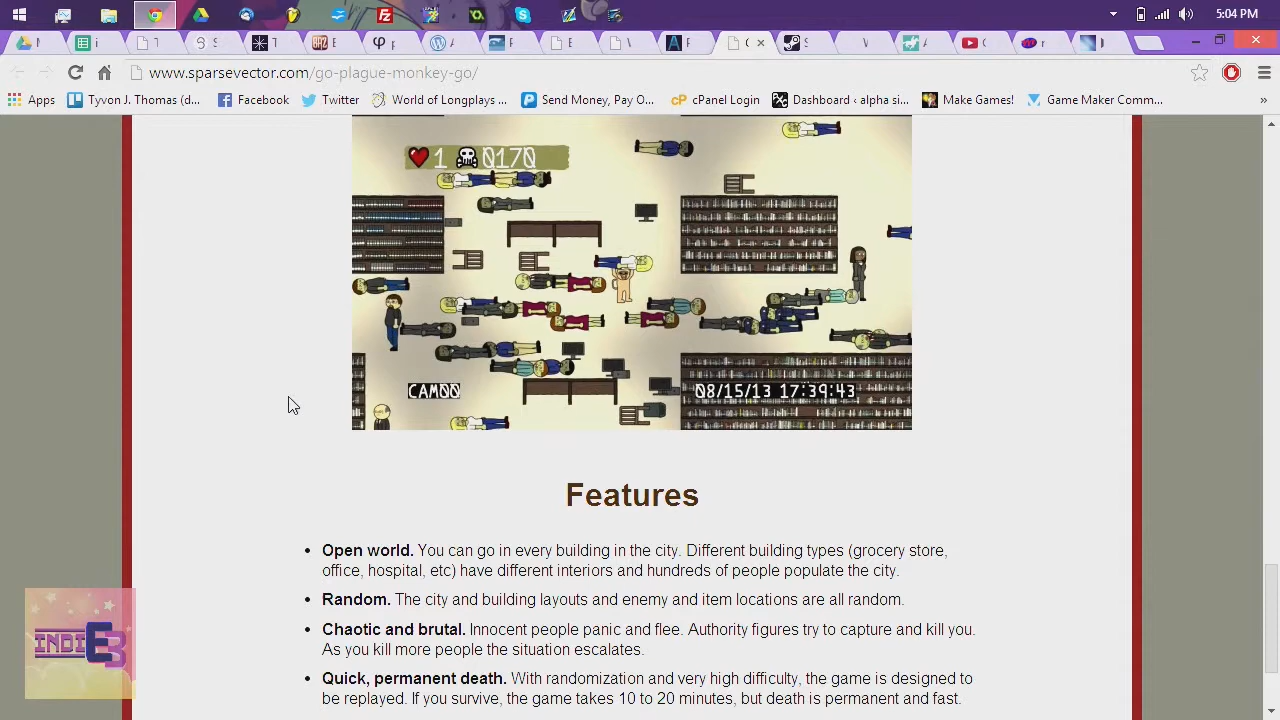 5:04 PM
www.sparsevector.com/go-plague-monkey-go/
Apps Tyvon J. Thomas (d... Facebook Twitter World of Longplays ... Send Money, Pay O... cPanel Login Dashboard ‹ alpha si... Make Games! Game Maker Comm... »
1 0170
CAM00
08/15/13 17:39:43
Features
• Open world. You can go in every building in the city. Different building types (grocery store,
office, hospital, etc) have different interiors and hundreds of people populate the city.
• Random. The city and building layouts and enemy and item locations are all random.
• Chaotic and brutal. Innocent people panic and flee. Authority figures try to capture and kill you.
As you kill more people the situation escalates.
• Quick, permanent death. With randomization and very high difficulty, the game is designed to
be replayed. If you survive, the game takes 10 to 20 minutes, but death is permanent and fast.
INDIE3